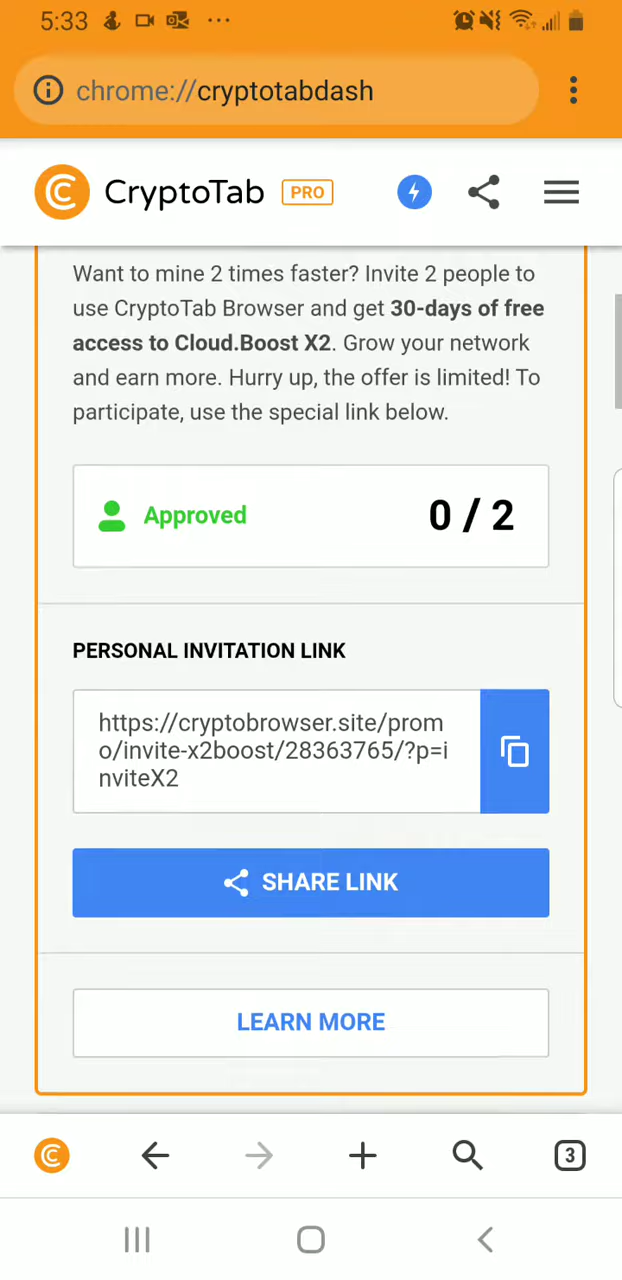 5:33
chrome://cryptotabdash
CryptoTab PRO
Want to mine 2 times faster? Invite 2 people to
use CryptoTab Browser and get 30-days of free
access to Cloud.Boost X2. Grow your network
and earn more. Hurry up, the offer is limited! To
participate, use the special link below.
Approved 0 / 2
PERSONAL INVITATION LINK
https://cryptobrowser.site/prom
o/invite-x2boost/28363765/?p=i
nviteX2
SHARE LINK
LEARN MORE
3